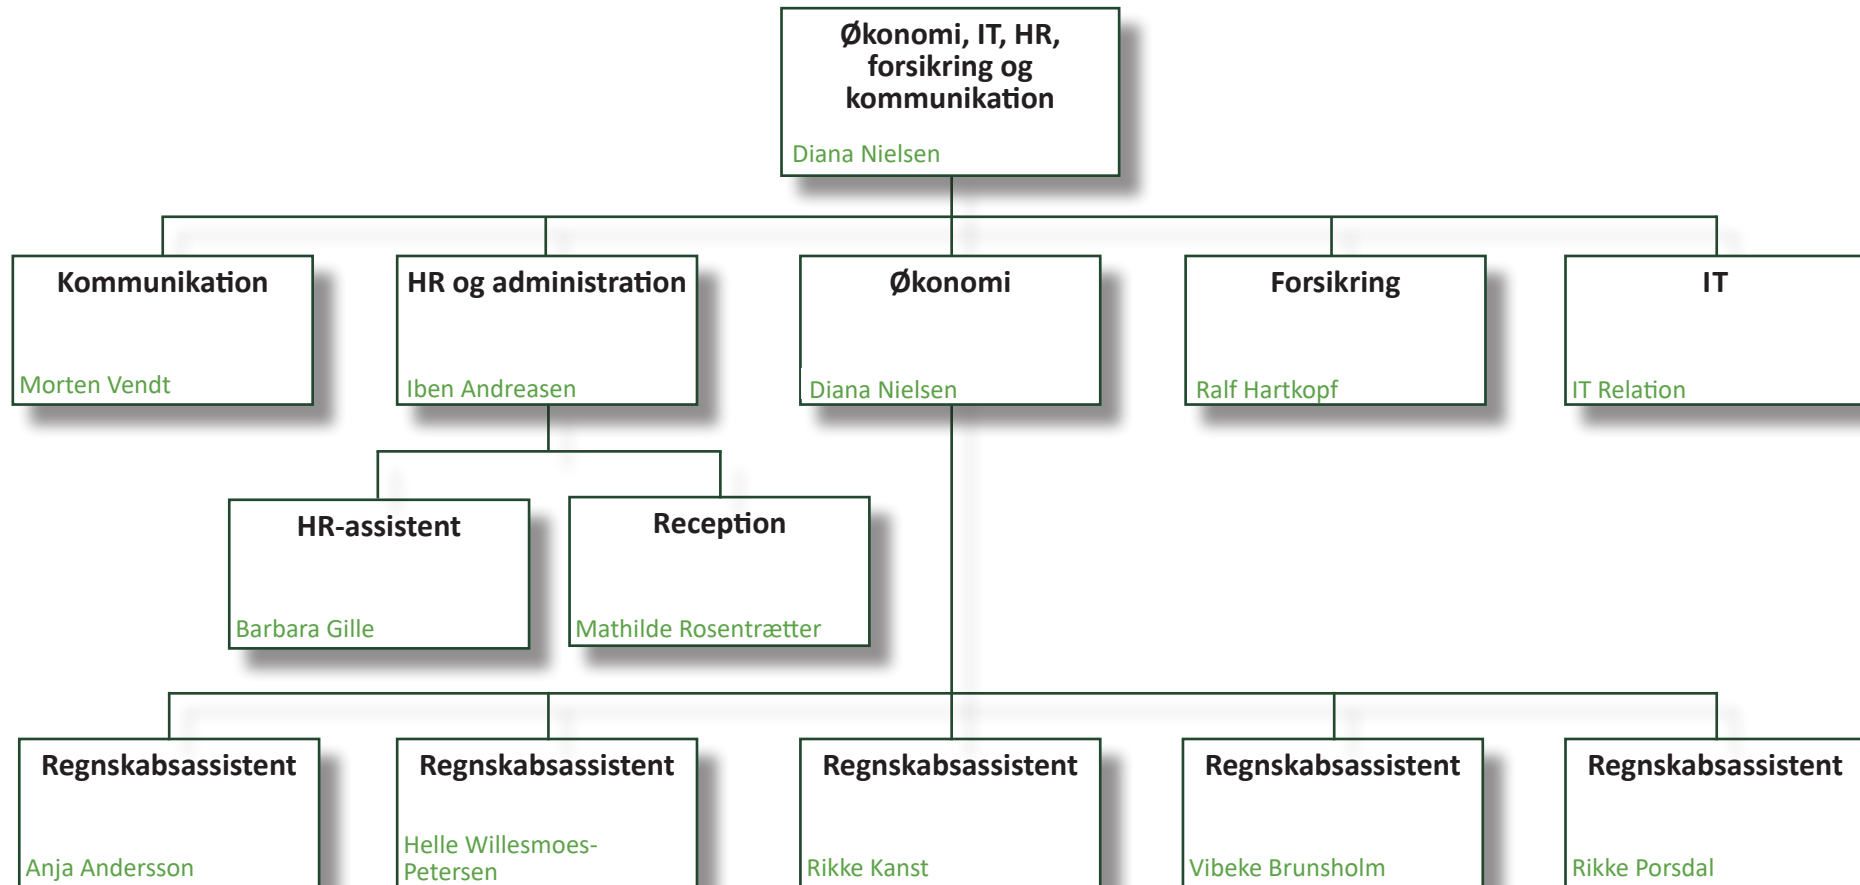 Økonomi, IT, HR,
forsikring og
kommunikation
Diana Nielsen
Kommunikation
Morten Vendt
HR og administration
Iben Andreasen
Økonomi
Diana Nielsen
Forsikring
Ralf Hartkopf
IT
IT Relation
HR-assistent
Barbara Gille
Reception
Mathilde Rosentrætter
Regnskabsassistent
Anja Andersson
Regnskabsassistent
Helle Willesmoes-
Petersen
Regnskabsassistent
Rikke Kanst
Regnskabsassistent
Vibeke Brunsholm
Regnskabsassistent
Rikke Porsdal